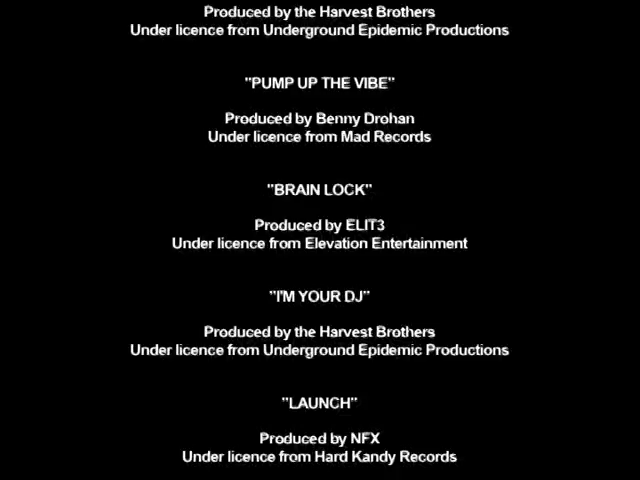 Produced by the Harvest Brothers
Under licence from Underground Epidemic Productions
"PUMP UP THE VIBE"
Produced by Benny Drohan
Under licence from Mad Records
"BRAIN LOCK"
Produced by ELIT3
Under licence from Elevation Entertainment
"I'M YOUR DJ"
Produced by the Harvest Brothers
Under licence from Underground Epidemic Productions
"LAUNCH"
Produced by NFX
Under licence from Hard Kandy Records